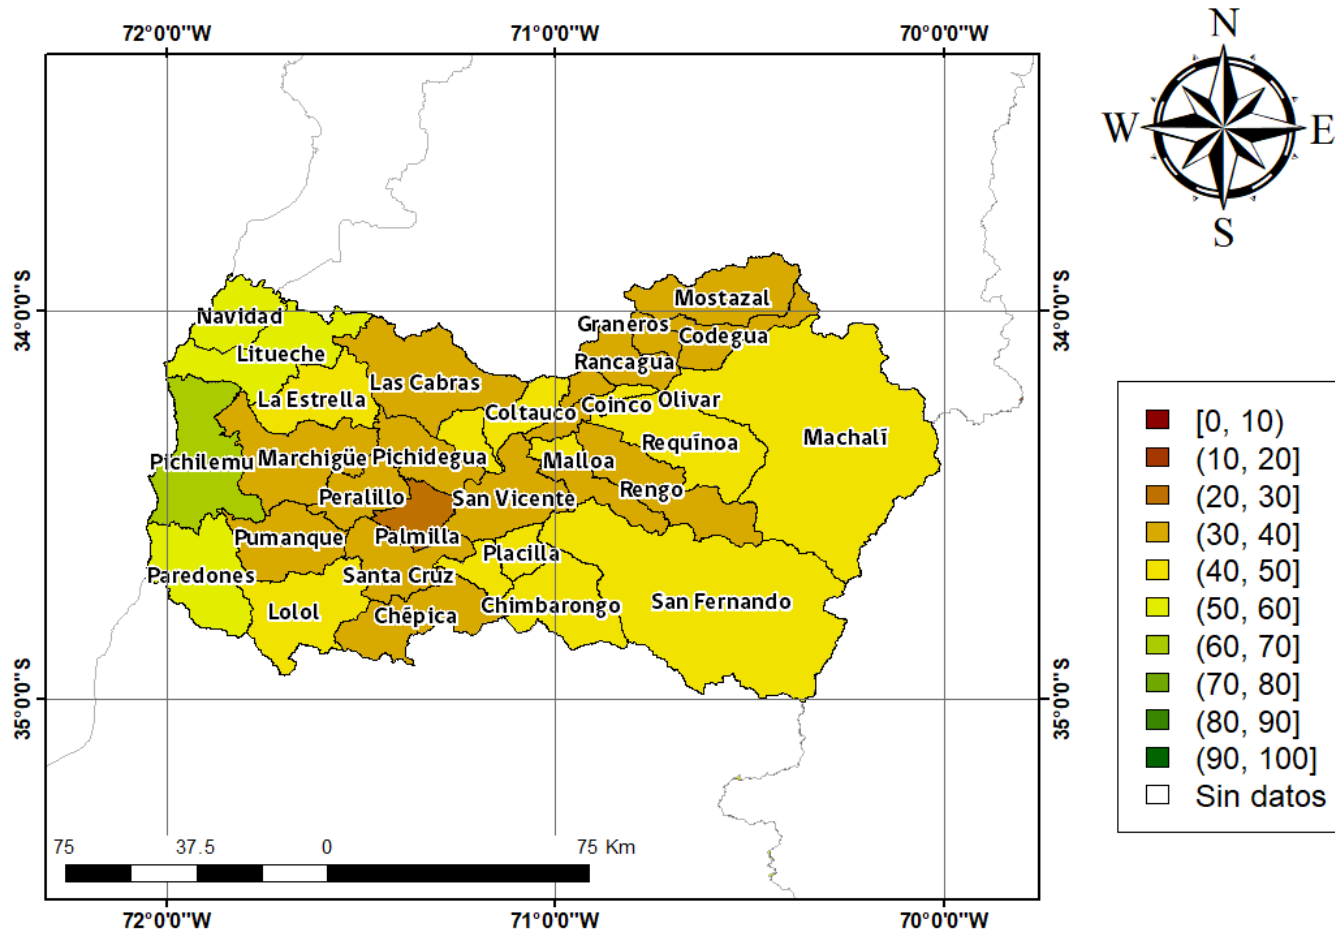 72°0'0"W 71°0'0"W 70°0'0"W
N
W E
S
34°0'0"S 34°0'0"S
Mostazal
Navidad
Graneros
Codegua
Litueche
Rancagua
Las Cabras
La Estrella
Coltauco Coinco Olivar
Machalí
Requínoa
Pichilemu Marchigüe Pichidegua Malloa
Peralillo San Vicente Rengo
Pumanque Palmilla
Placilla
Paredones Santa Cruz
Lolol Chépica Chimbarongo San Fernando
35°0'0"S 35°0'0"S
[0, 10)
(10, 20]
(20, 30]
(30, 40]
(40, 50]
(50, 60]
(60, 70]
(70, 80]
(80, 90]
(90, 100]
Sin datos
75 37.5 0 75 Km
72°0'0"W 71°0'0"W 70°0'0"W